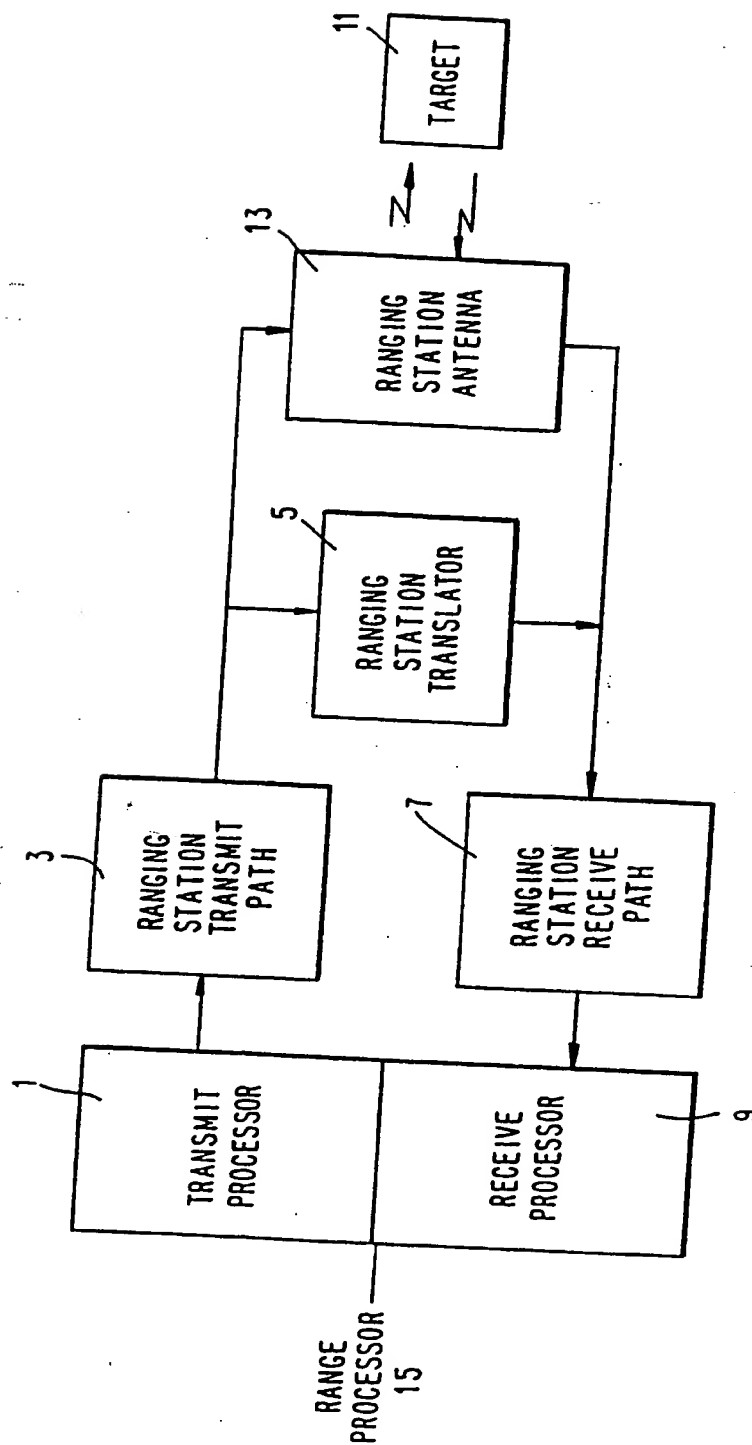 RANGE
PROCESSOR
15
1
TRANSMIT
PROCESSOR
RECEIVE
PROCESSOR
9
3
RANGING
STATION
TRANSMIT
PATH
7
RANGING
STATION
RECEIVE
PATH
5
RANGING
STATION
TRANSLATOR
13
RANGING
STATION
ANTENNA
11
TARGET